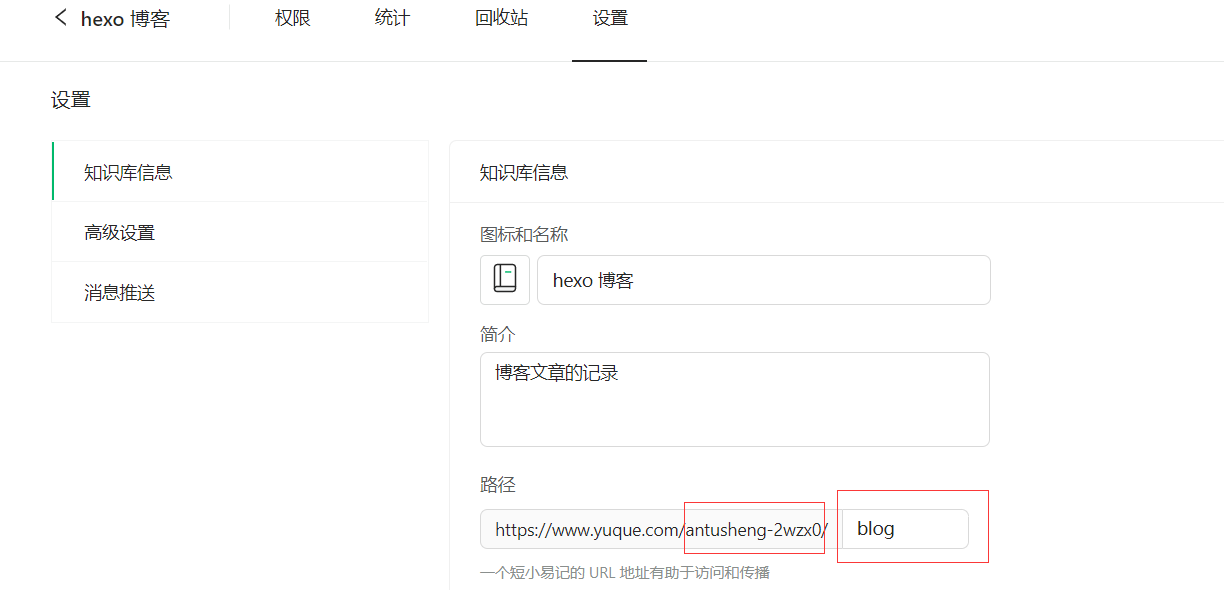 hexo 博客 权限 统计 回收站 设置
设置
知识库信息
高级设置
消息推送
知识库信息
图标和名称
hexo 博客
简介
博客文章的记录
路径
https://www.yuque.com/antusheng-2wzx0/ blog
一个短小易记的 URL 地址有助于访问和传播